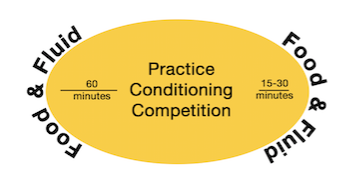 Food & Fluid
60
minutes
Practice
Conditioning
Competition
15-30
minutes
Food & Fluid